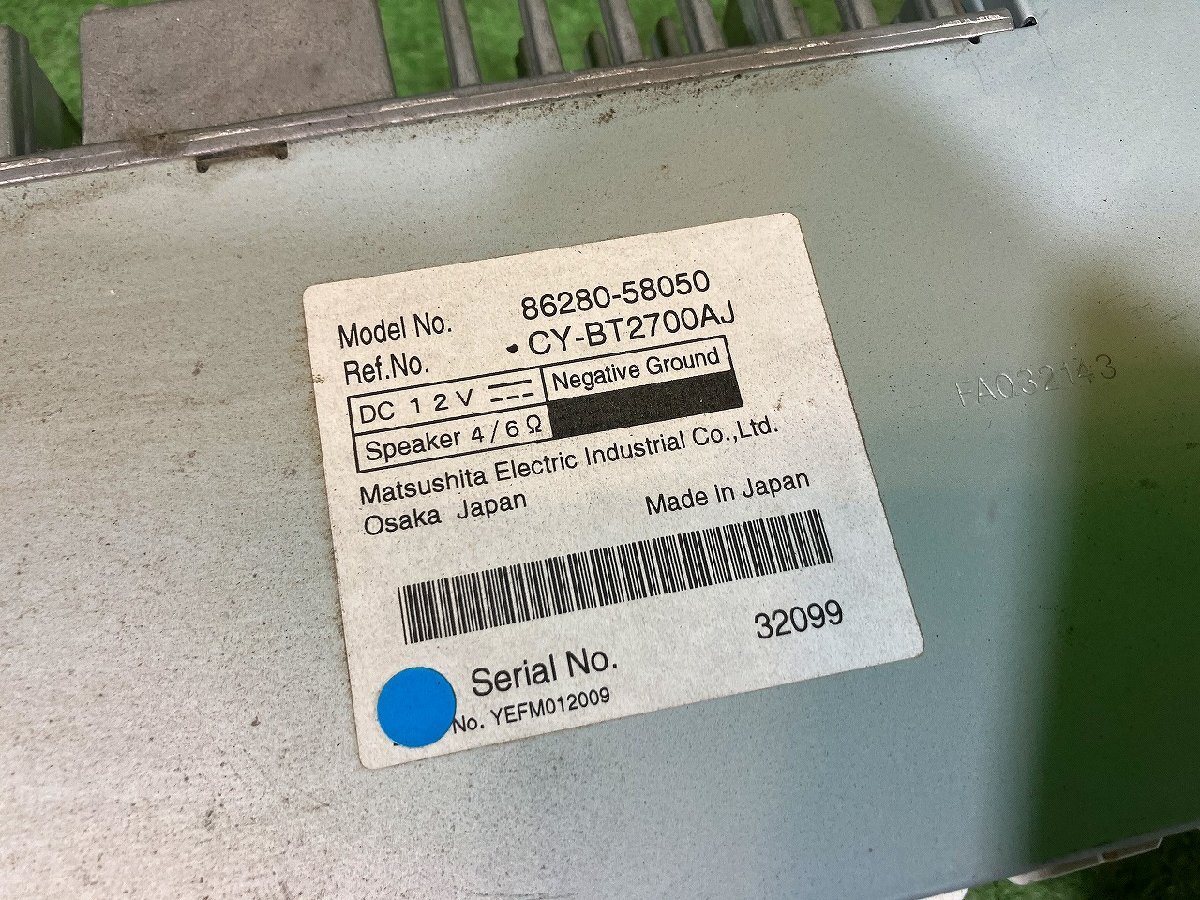 Model No. 86280-58050
Ref.No. CY-BT2700AJ
DC 12V Negative Ground
Speaker 4/6Ω
Matsushita Electric Industrial Co.,Ltd.
Osaka Japan Made in Japan
32099
Serial No.
No. YEFM012009
FA032143